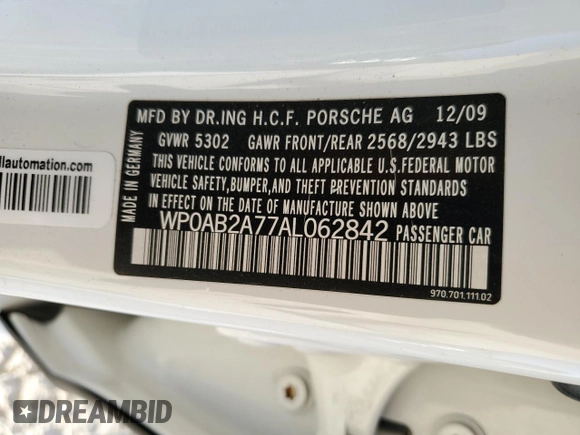 MFD BY DR.ING H.C.F. PORSCHE AG 12/09
GVWR 5302 GAWR FRONT/REAR 2568/2943 LBS
THIS VEHICLE CONFORMS TO ALL APPLICABLE U.S.FEDERAL MOTOR
VEHICLE SAFETY,BUMPER,AND THEFT PREVENTION STANDARDS
IN EFFECT ON THE DATE OF MANUFACTURE SHOWN ABOVE
WP0AB2A77AL062842 PASSENGER CAR
MADE IN GERMANY
970.701.111.02
llautomation.com
DREAMBID